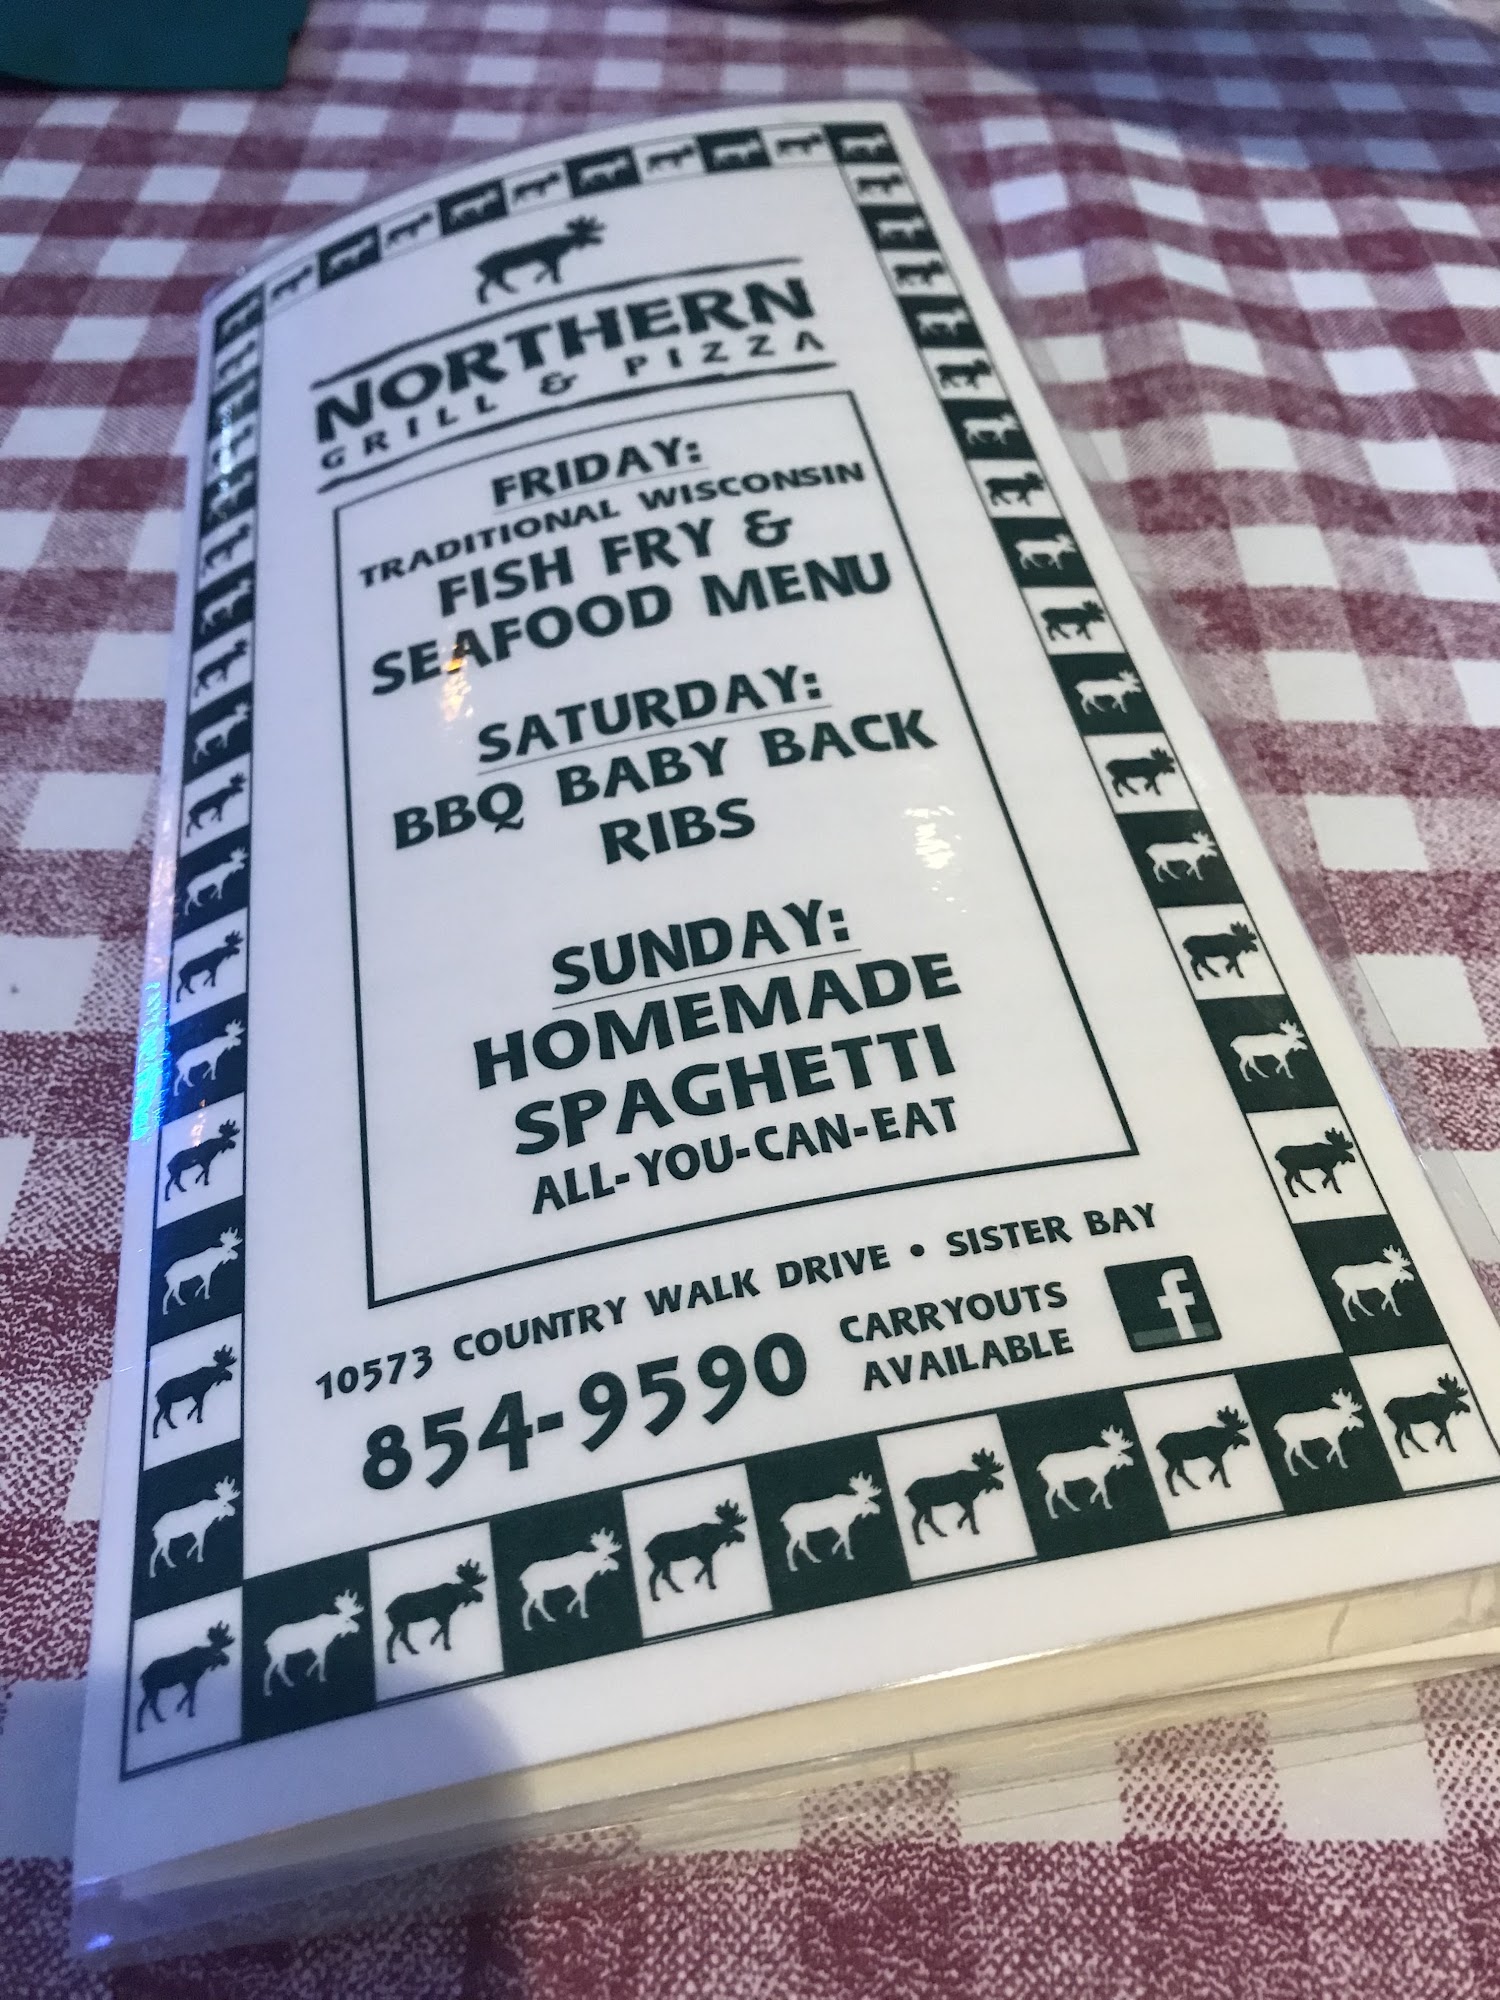 NORTHERN
GRILL & PIZZA
FRIDAY:
TRADITIONAL WISCONSIN
FISH FRY &
SEAFOOD MENU
SATURDAY:
BBQ BABY BACK
RIBS
SUNDAY:
HOMEMADE
SPAGHETTI
ALL-YOU-CAN-EAT
10573 COUNTRY WALK DRIVE • SISTER BAY
854-9590
CARRYOUTS
AVAILABLE
f